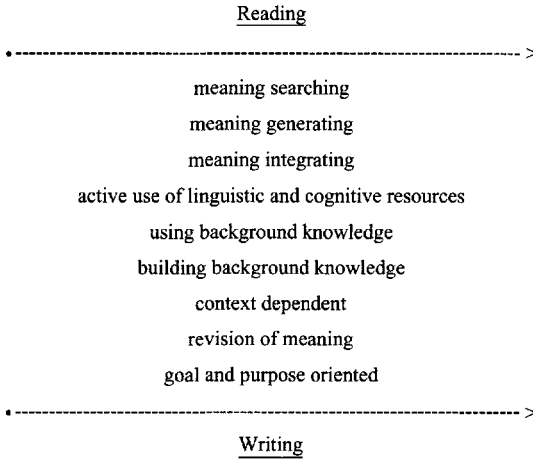 Reading
meaning searching
meaning generating
meaning integrating
active use of linguistic and cognitive resources
using background knowledge
building background knowledge
context dependent
revision of meaning
goal and purpose oriented
Writing